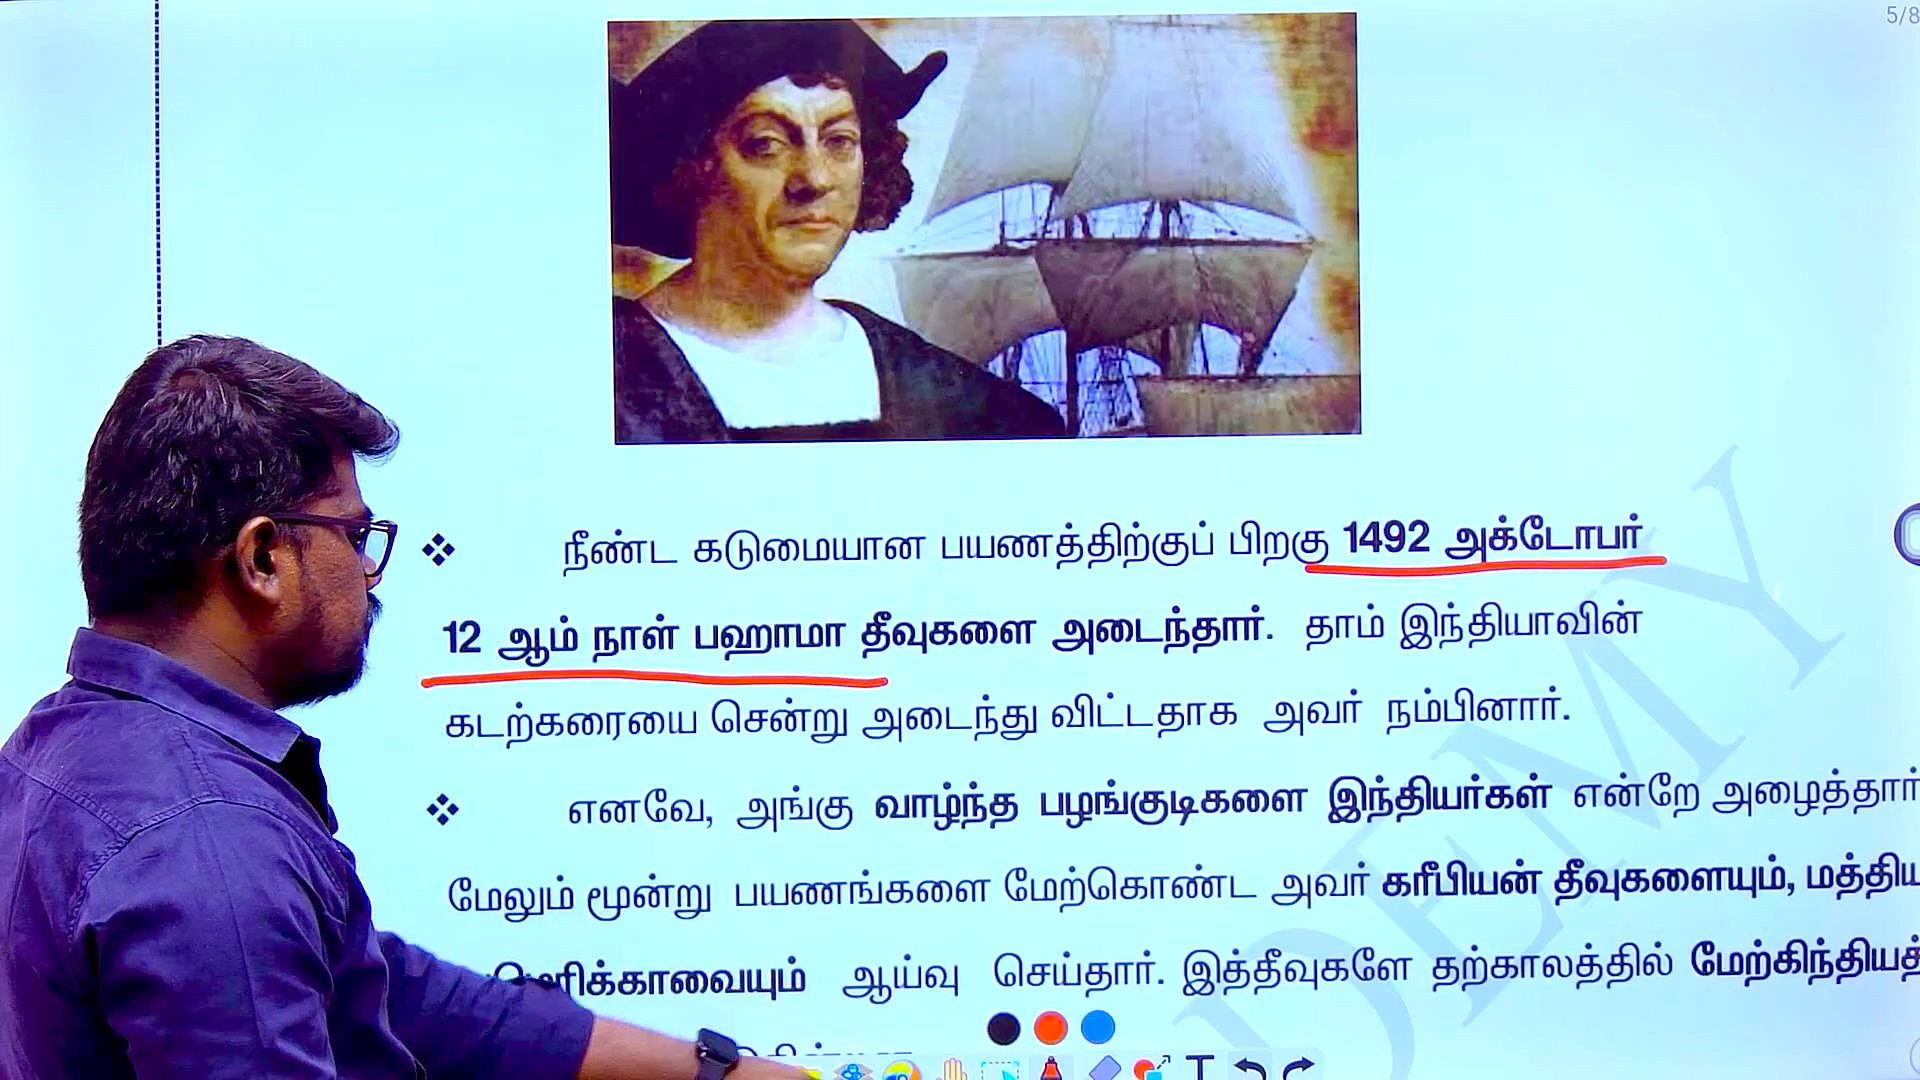 5/8
❖ நீண்ட கடுமையான பயணத்திற்குப் பிறகு 1492 அக்டோபர்
12 ஆம் நாள் பஹாமா தீவுகளை அடைந்தார். தாம் இந்தியாவின்
கடற்கரையை சென்று அடைந்து விட்டதாக அவர் நம்பினார்.
❖ எனவே, அங்கு வாழ்ந்த பழங்குடிகளை இந்தியர்கள் என்றே அழைத்தார்
மேலும் மூன்று பயணங்களை மேற்கொண்ட அவர் கரீபியன் தீவுகளையும், மத்திய
ஆய்வு செய்தார். இத்தீவுகளே தற்காலத்தில்
DEMY